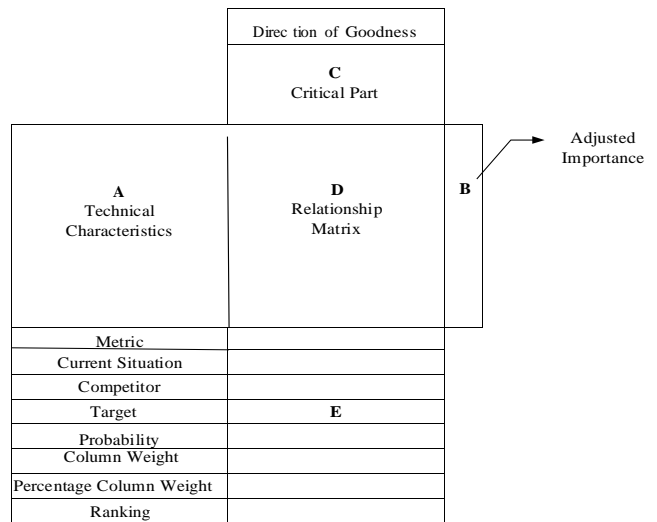 Direc tion of Goodness
C
Critical Part
Adjusted
Importance
A
Technical
Characteristics
D
Relationship
Matrix
B
Metric
Current Situation
Competitor
Target
E
Probability
Column Weight
Percentage Column Weight
Ranking